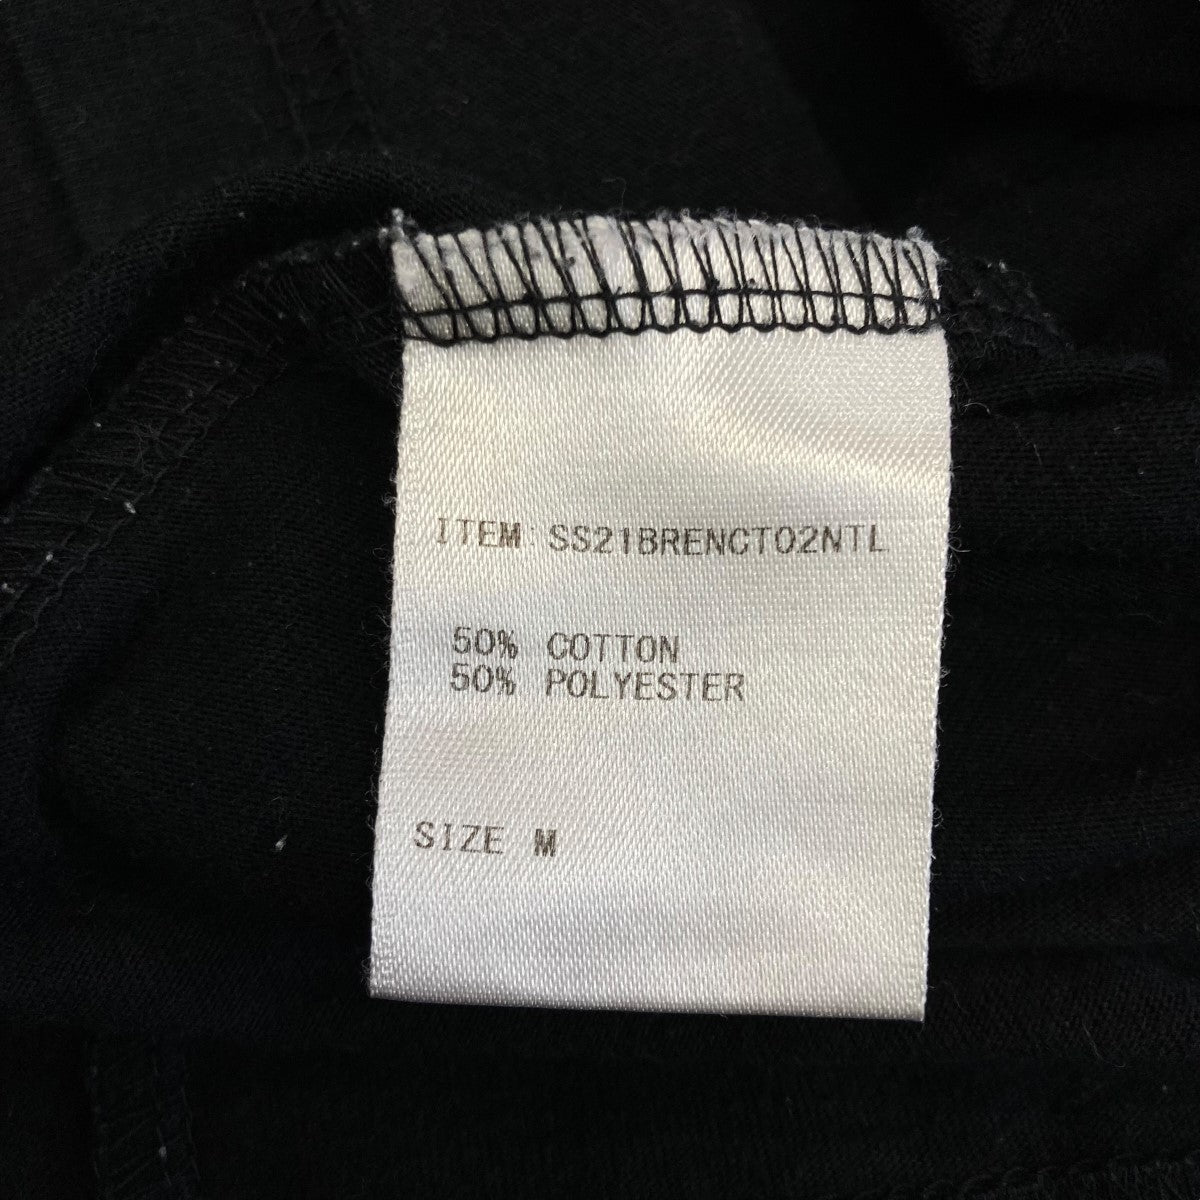 ITEM: SS21BRENCT02NTL
50% COTTON
50% POLYESTER
SIZE M